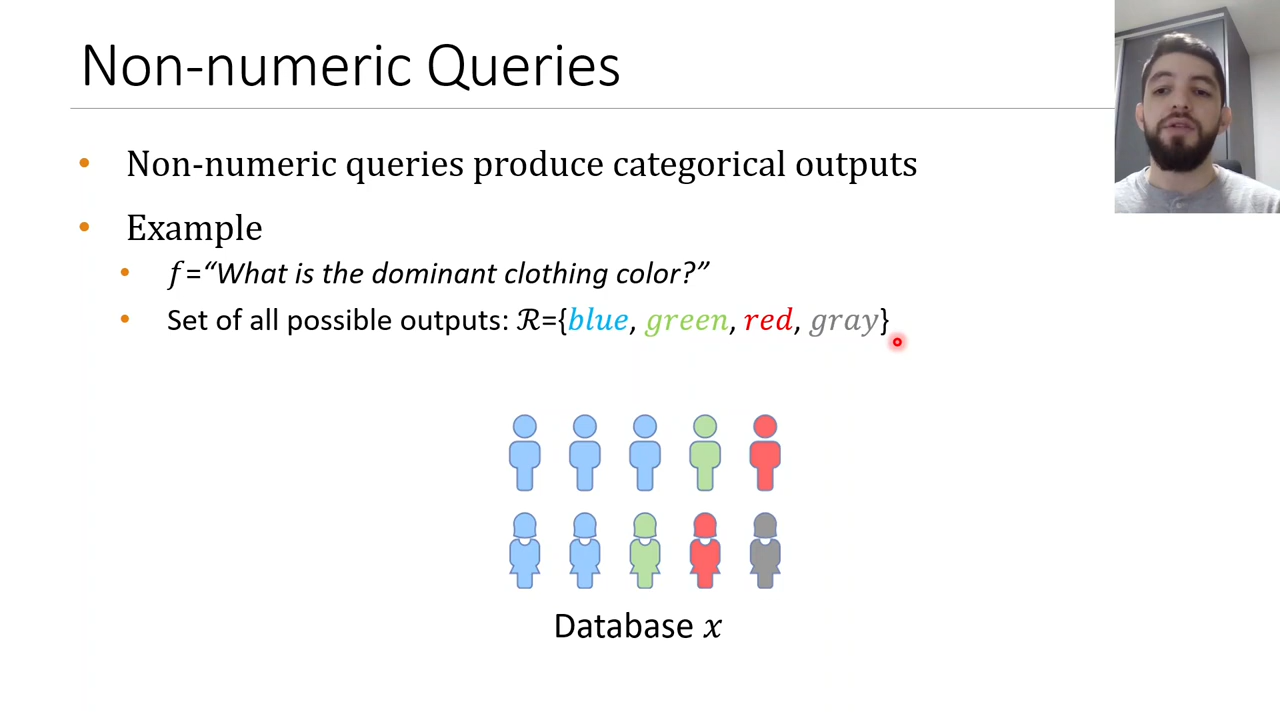 Non-numeric Queries
• Non-numeric queries produce categorical outputs
• Example
• f=“What is the dominant clothing color?”
• Set of all possible outputs: ℛ={blue, green, red, gray}
Database x